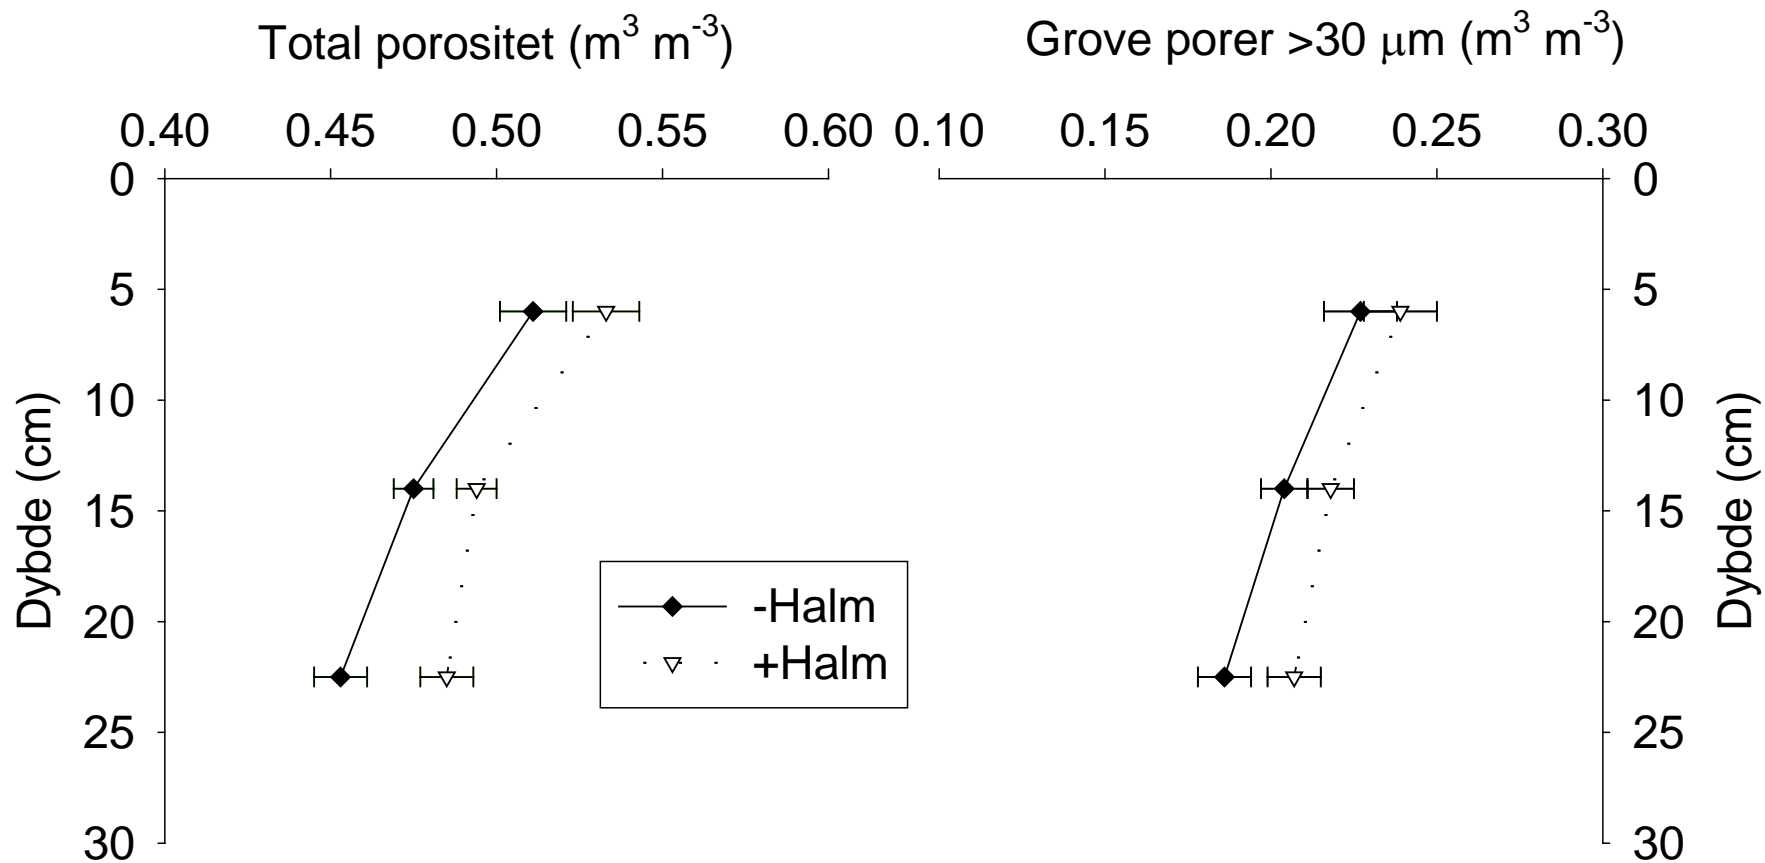 Total porositet (m³ m⁻³)
Grove porer >30 µm (m³ m⁻³)
0.40 0.45 0.50 0.55 0.60 0.10 0.15 0.20 0.25 0.30
0 0
5 5
10 10
15 15
20 20
25 25
30 30
Dybde (cm)
Dybde (cm)
-Halm
+Halm